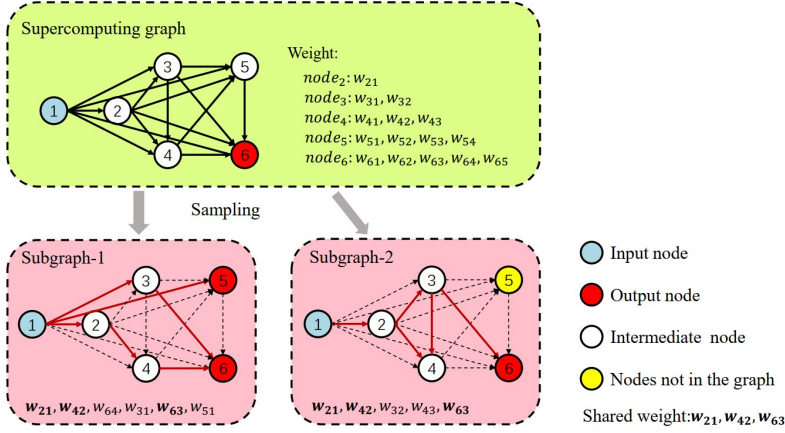 Supercomputing graph
Weight:
node₂: w₂₁
node₃: w₃₁, w₃₂
node₄: w₄₁, w₄₂, w₄₃
node₅: w₅₁, w₅₂, w₅₃, w₅₄
node₆: w₆₁, w₆₂, w₆₃, w₆₄, w₆₅
1
2
3
4
5
6
Sampling
Subgraph-1
1
2
3
4
5
6
w₂₁, w₄₂, w₆₄, w₃₁, w₆₃, w₅₁
Subgraph-2
1
2
3
4
5
6
w₂₁, w₄₂, w₃₂, w₄₃, w₆₃
Input node
Output node
Intermediate node
Nodes not in the graph
Shared weight:w₂₁, w₄₂, w₆₃